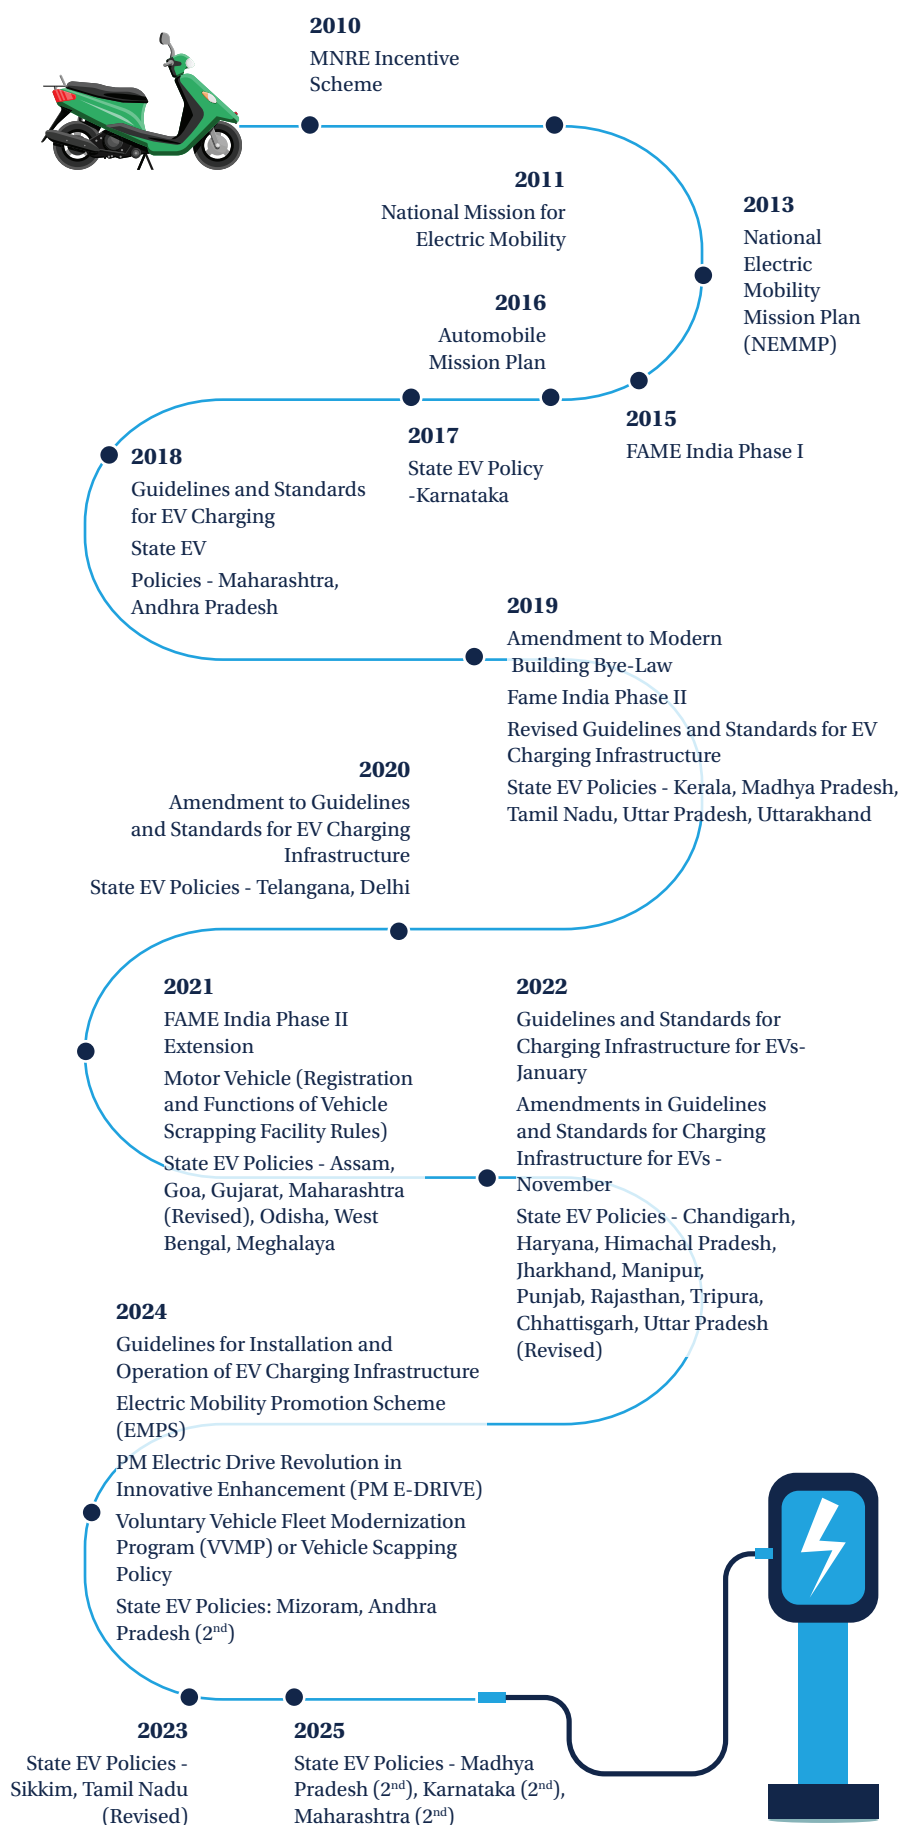 2010
MNRE Incentive
Scheme
2011
National Mission for
Electric Mobility
2013
National
Electric
Mobility
Mission Plan
(NEMMP)
2015
FAME India Phase I
2016
Automobile
Mission Plan
2017
State EV Policy
-Karnataka
2018
Guidelines and Standards
for EV Charging
State EV
Policies - Maharashtra,
Andhra Pradesh
2019
Amendment to Modern
Building Bye-Law
Fame India Phase II
Revised Guidelines and Standards for EV
Charging Infrastructure
State EV Policies - Kerala, Madhya Pradesh,
Tamil Nadu, Uttar Pradesh, Uttarakhand
2020
Amendment to Guidelines
and Standards for EV Charging
Infrastructure
State EV Policies - Telangana, Delhi
2021
FAME India Phase II
Extension
Motor Vehicle (Registration
and Functions of Vehicle
Scrapping Facility Rules)
State EV Policies - Assam,
Goa, Gujarat, Maharashtra
(Revised), Odisha, West
Bengal, Meghalaya
2022
Guidelines and Standards for
Charging Infrastructure for EVs-
January
Amendments in Guidelines
and Standards for Charging
Infrastructure for EVs -
November
State EV Policies - Chandigarh,
Haryana, Himachal Pradesh,
Jharkhand, Manipur,
Punjab, Rajasthan, Tripura,
Chhattisgarh, Uttar Pradesh
(Revised)
2024
Guidelines for Installation and
Operation of EV Charging Infrastructure
Electric Mobility Promotion Scheme
(EMPS)
PM Electric Drive Revolution in
Innovative Enhancement (PM E-DRIVE)
Voluntary Vehicle Fleet Modernization
Program (VVMP) or Vehicle Scapping
Policy
State EV Policies: Mizoram, Andhra
Pradesh (2nd)
2023
State EV Policies -
Sikkim, Tamil Nadu
(Revised)
2025
State EV Policies - Madhya
Pradesh (2nd), Karnataka (2nd),
Maharashtra (2nd)